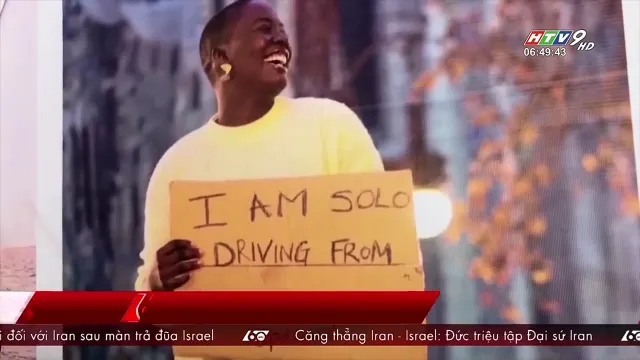 HTV9 HD
06:49:43
I AM SOLO
DRIVING FROM
i đối với Iran sau màn trả đũa Israel 60 Căng thẳng Iran - Israel: Đức triệu tập Đại sứ Iran